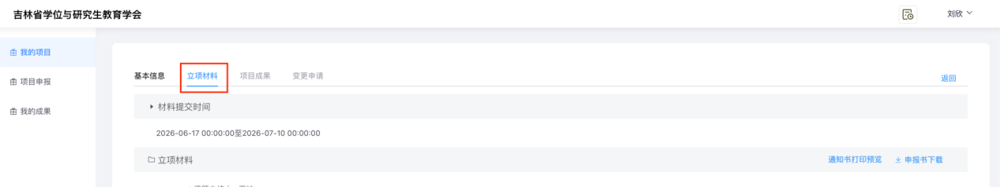 吉林省学位与研究生教育学会
刘欣
我的项目
项目申报
我的成果
基本信息 立项材料 项目成果 变更申请
返回
材料提交时间
2026-06-17 00:00:00至2026-07-10 00:00:00
立项材料
通知书打印预览 申报书下载